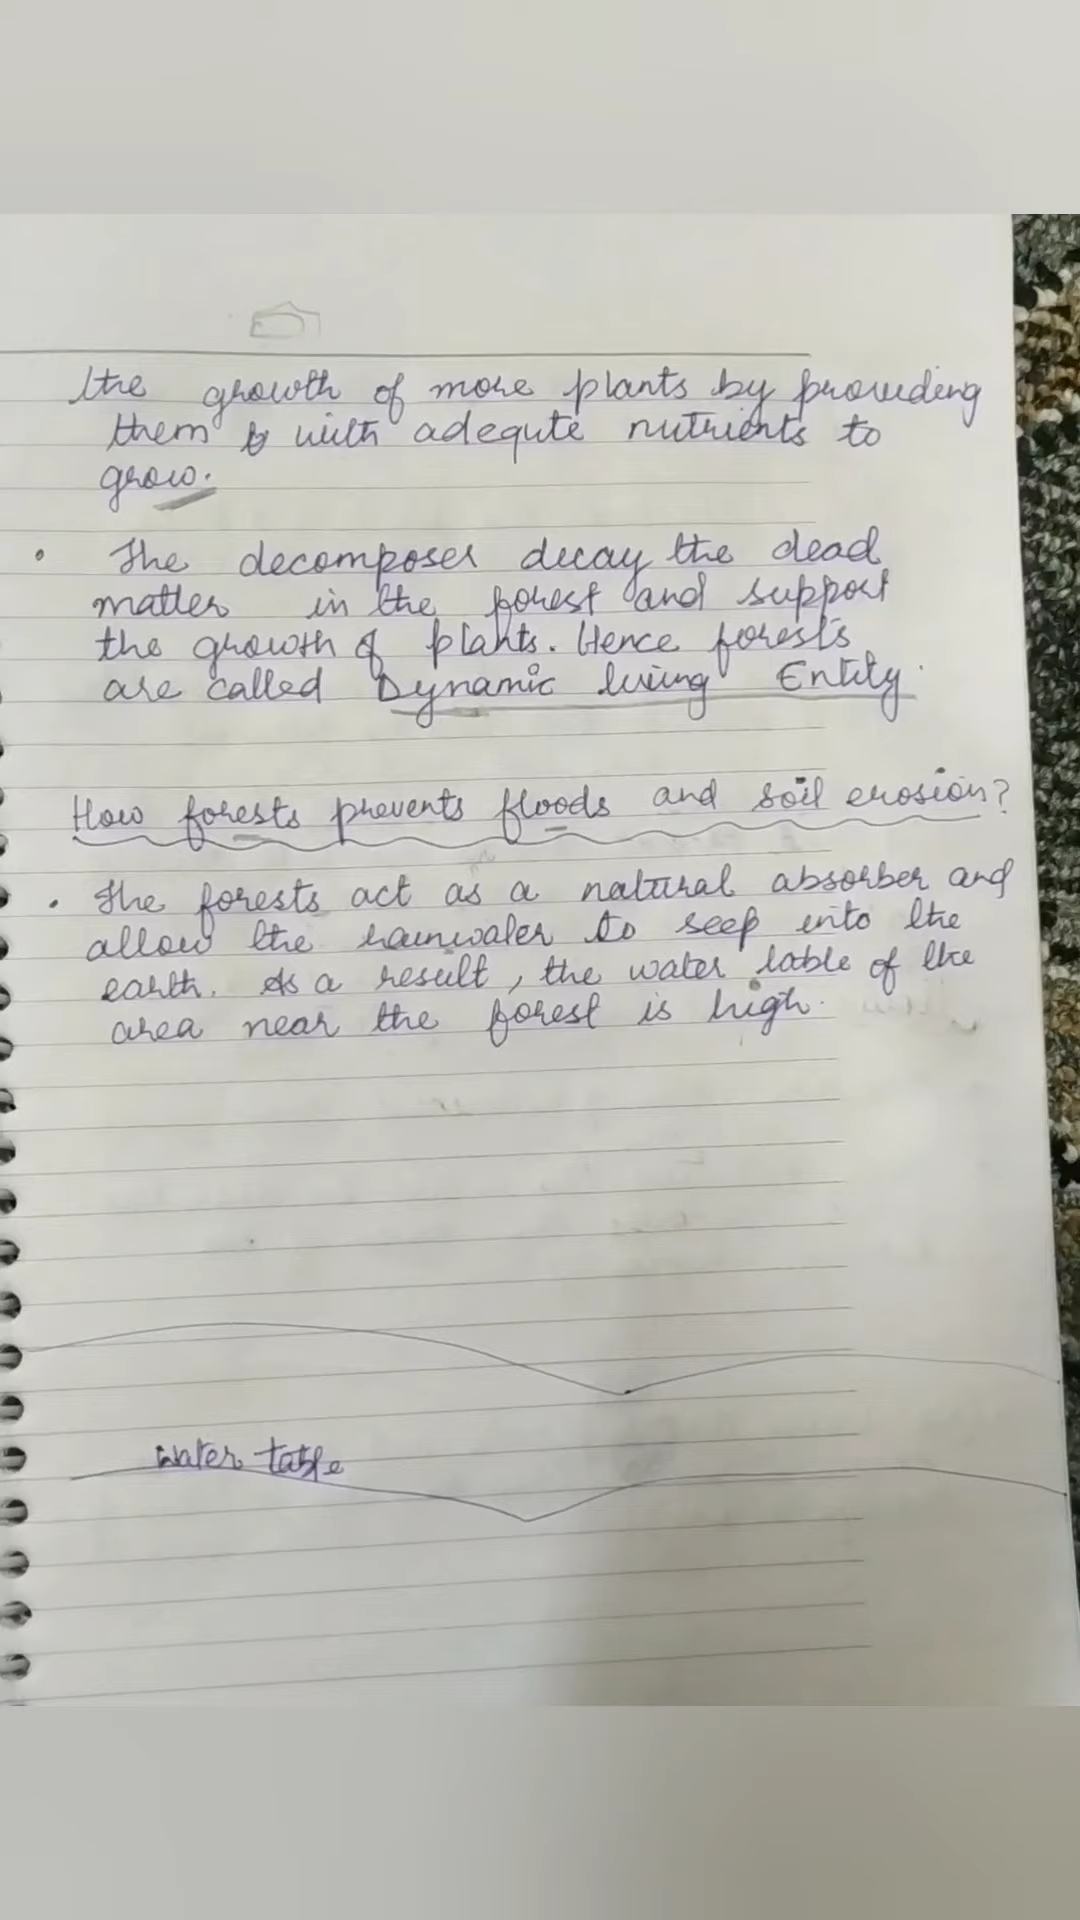 the growth of more plants by providing
them with adequte nutrients to
grow.
• The decomposer decay the dead
matter in the forest and support
the growth of plants. Hence forests
are called Dynamic living Entity.
How forests prevents floods and soil erosion?
• The forests act as a natural absorber and
allow the rainwater to seep into the
earth. As a result, the water table of the
area near the forest is high.
water table